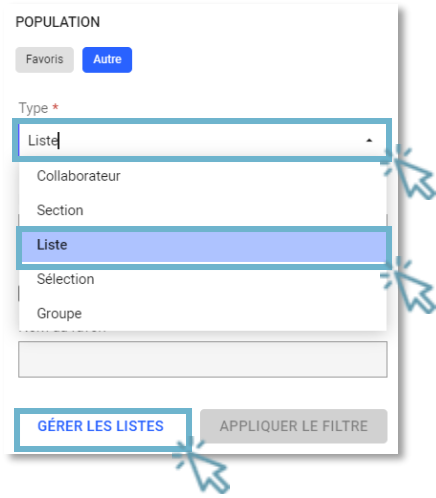 POPULATION
Favoris Autre
Type *
Liste
Collaborateur
Section
Liste
Sélection
Groupe
GÉRER LES LISTES APPLIQUER LE FILTRE